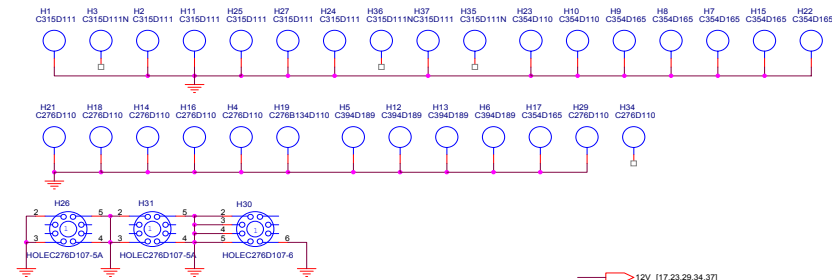 H1 H3 H2 H11 H25 H27 H24 H36 H37 H35 H23 H10 H9 H8 H7 H15 H22
C315D111 C315D111N C315D111 C315D111 C315D111 C315D111 C315D111 C315D111NC315D111 C315D111N C354D110 C354D110 C354D165 C354D165 C354D165 C354D165 C354D165
H21 H18 H14 H16 H4 H19 H5 H12 H13 H6 H17 H29 H34
C276D110 C276D110 C276D110 C276D110 C276D110 C276B134D110 C394D189 C394D189 C394D189 C394D189 C354D165 C276D110 C276D110
H26 H31 H30
2 5 2 5 2
3
1 1 1
4
3 4 3 4 5 6
HOLEC276D107-5A HOLEC276D107-5A HOLEC276D107-6
12V [17,23,29,34,37]